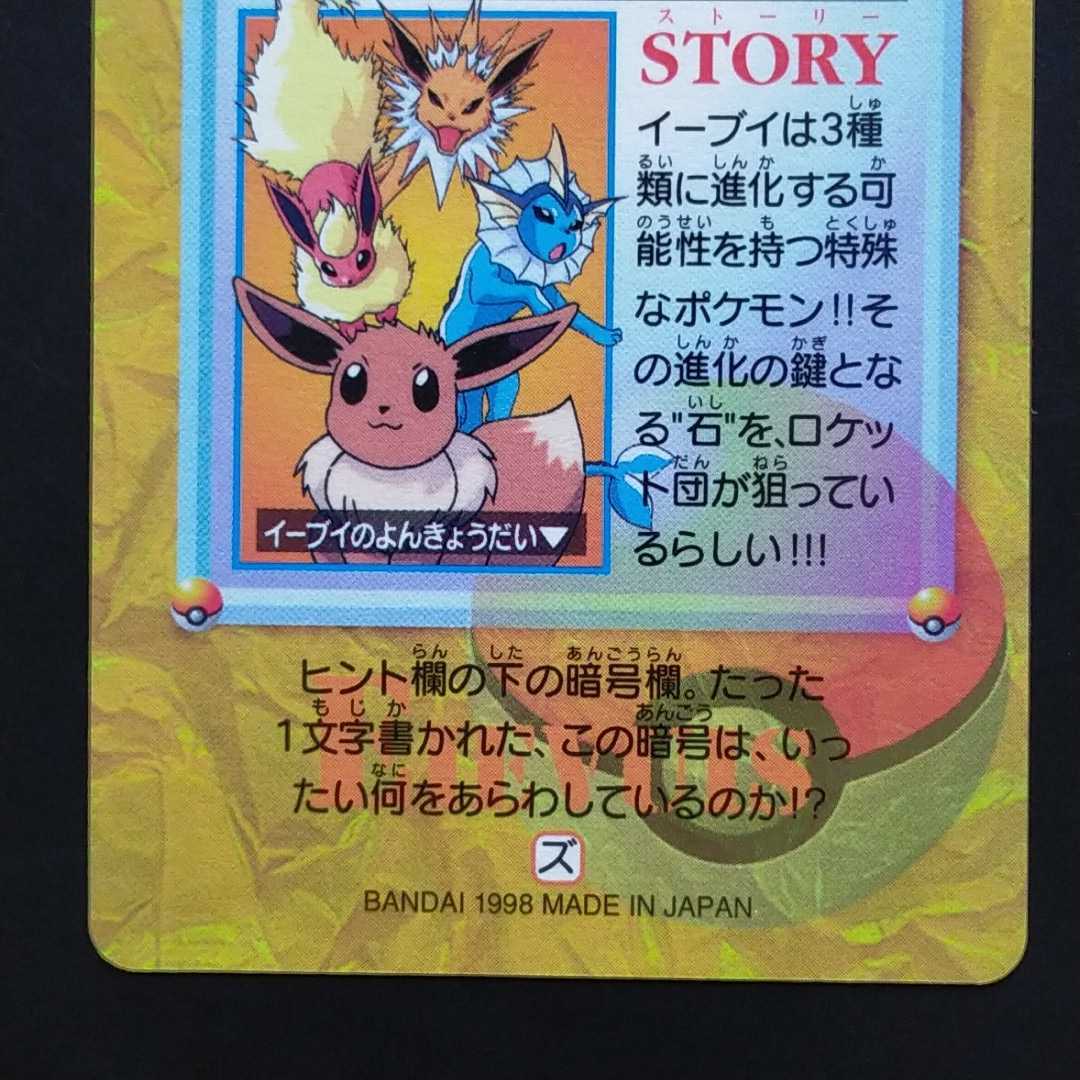 ストーリー
STORY
イーブイは3種
類に進化する可
能性を持つ特殊
なポケモン!!そ
の進化の鍵とな
る"石"を、ロケッ
ト団が狙ってい
るらしい!!!
イーブイのよんきょうだい▼
ヒント欄の下の暗号欄。たった
1文字書かれた、この暗号は、いっ
たい何をあらわしているのか!?
ズ
BANDAI 1998 MADE IN JAPAN